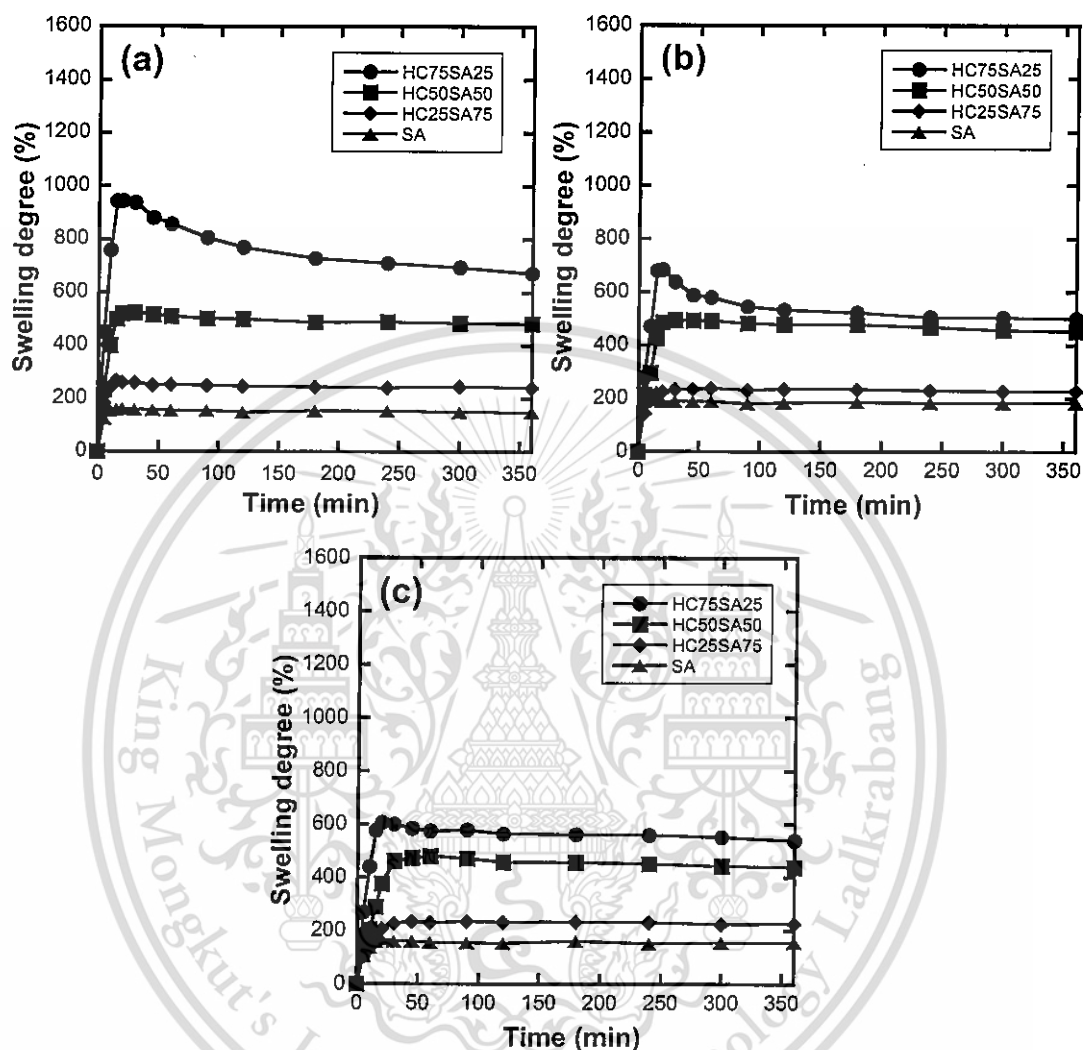 (a)
HC75SA25
HC50SA50
HC25SA75
SA
Swelling degree (%)
1600
1400
1200
1000
800
600
400
200
0
0 50 100 150 200 250 300 350
Time (min)
(b)
HC75SA25
HC50SA50
HC25SA75
SA
Swelling degree (%)
1600
1400
1200
1000
800
600
400
200
0
0 50 100 150 200 250 300 350
Time (min)
(c)
HC75SA25
HC50SA50
HC25SA75
SA
Swelling degree (%)
1600
1400
1200
1000
800
600
400
200
0
0 50 100 150 200 250 300 350
Time (min)
King Mongkut's Ladkrabang